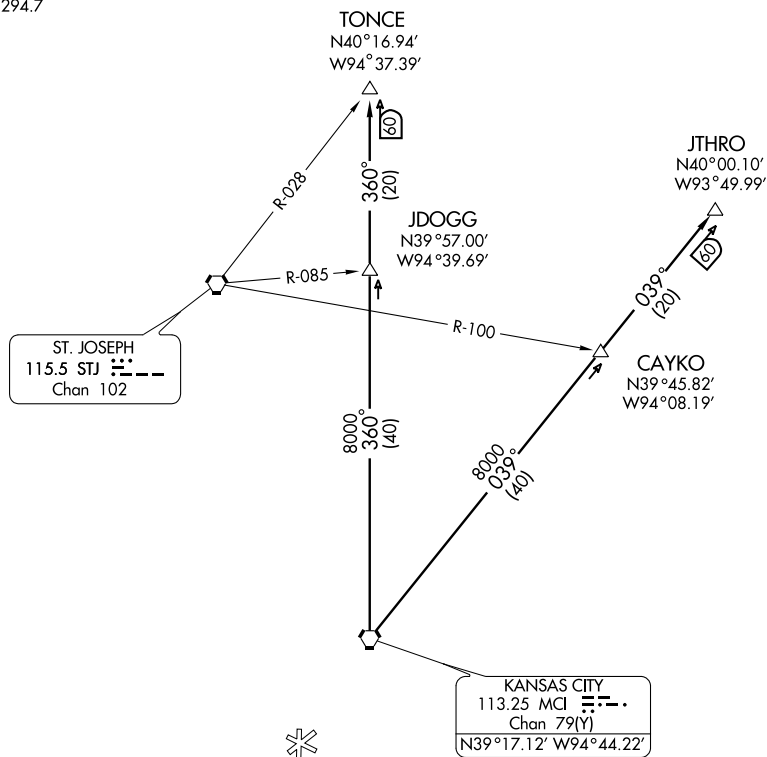 294.7
TONCE
N40°16.94'
W94°37.39'
60
360°
(20)
R-028
JTHRO
N40°00.10'
W93°49.99'
60
039°
(20)
JDOGG
N39°57.00'
W94°39.69'
R-085
R-100
ST. JOSEPH
115.5 STJ
Chan 102
CAYKO
N39°45.82'
W94°08.19'
8000
360°
(40)
8000
039°
(40)
KANSAS CITY
113.25 MCI
Chan 79(Y)
N39°17.12' W94°44.22'